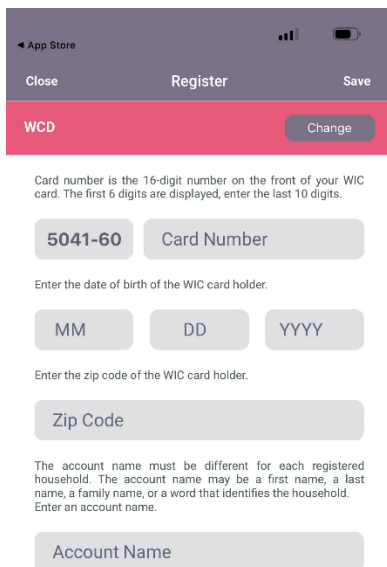 ◀ App Store
Close Register Save
WCD Change
Card number is the 16-digit number on the front of your WIC
card. The first 6 digits are displayed, enter the last 10 digits.
5041-60 Card Number
Enter the date of birth of the WIC card holder.
MM DD YYYY
Enter the zip code of the WIC card holder.
Zip Code
The account name must be different for each registered
household. The account name may be a first name, a last
name, a family name, or a word that identifies the household.
Enter an account name.
Account Name